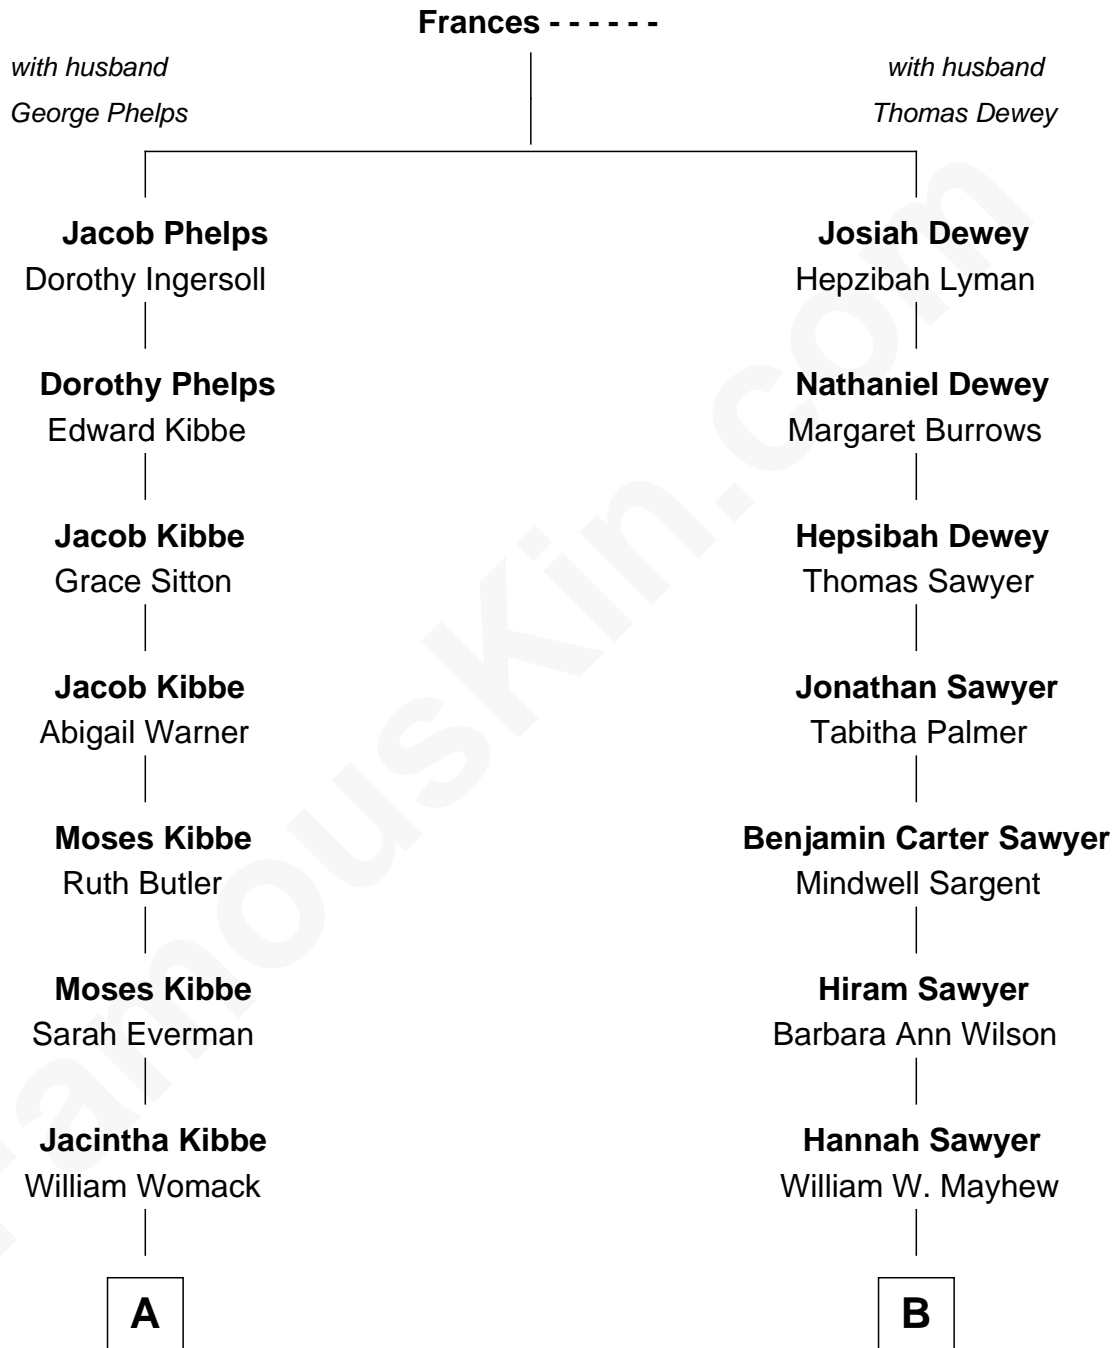 Frances - - - - - -
with husband
George Phelps
with husband
Thomas Dewey
Jacob Phelps
Dorothy Ingersoll
Josiah Dewey
Hepzibah Lyman
Dorothy Phelps
Edward Kibbe
Nathaniel Dewey
Margaret Burrows
Jacob Kibbe
Grace Sitton
Hepsibah Dewey
Thomas Sawyer
Jacob Kibbe
Abigail Warner
Jonathan Sawyer
Tabitha Palmer
Moses Kibbe
Ruth Butler
Benjamin Carter Sawyer
Mindwell Sargent
Moses Kibbe
Sarah Everman
Hiram Sawyer
Barbara Ann Wilson
Jacintha Kibbe
William Womack
Hannah Sawyer
William W. Mayhew
A
B
FamousKin.com